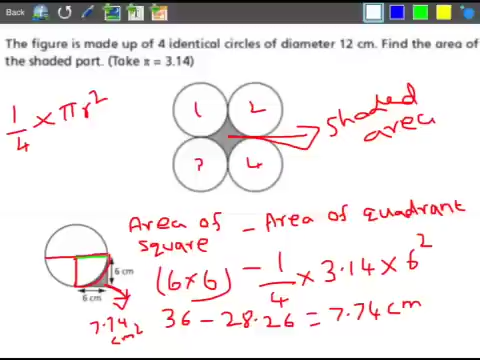 Back
The figure is made up of 4 identical circles of diameter 12 cm. Find the area of
the shaded part. (Take π = 3.14)
1/4 × πr²
1 2
3 4
shaded
area
Area of
square
– Area of quadrant
6 cm
6 cm
(6×6) – 1/4 × 3.14 × 6²
7.74
cm²
36 – 28.26 = 7.74 cm